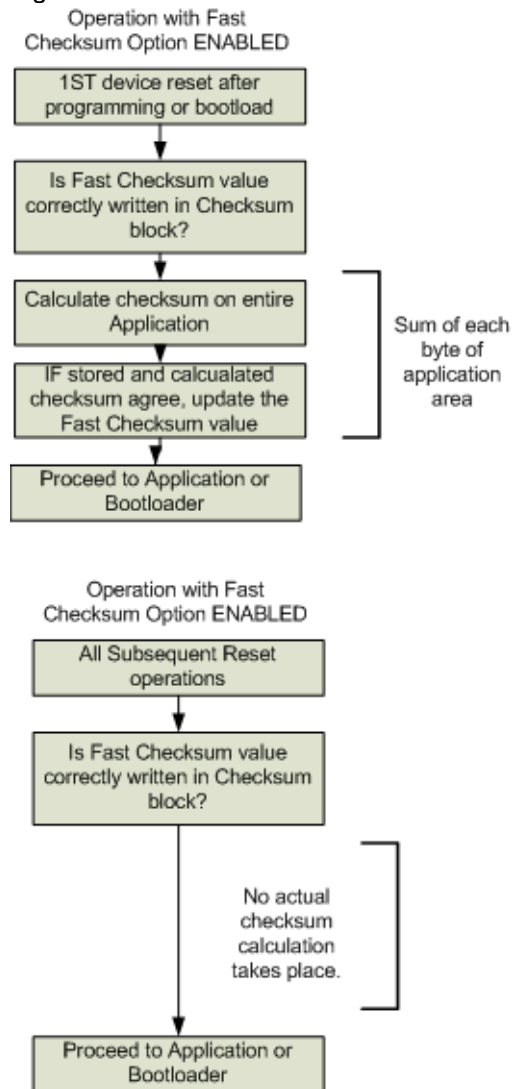 Operation with Fast
Checksum Option ENABLED
1ST device reset after
programming or bootload
Is Fast Checksum value
correctly written in Checksum
block?
Calculate checksum on entire
Application
IF stored and calcualated
checksum agree, update the
Fast Checksum value
Sum of each
byte of
application
area
Proceed to Application or
Bootloader
Operation with Fast
Checksum Option ENABLED
All Subsequent Reset
operations
Is Fast Checksum value
correctly written in Checksum
block?
No actual
checksum
calculation
takes place.
Proceed to Application or
Bootloader